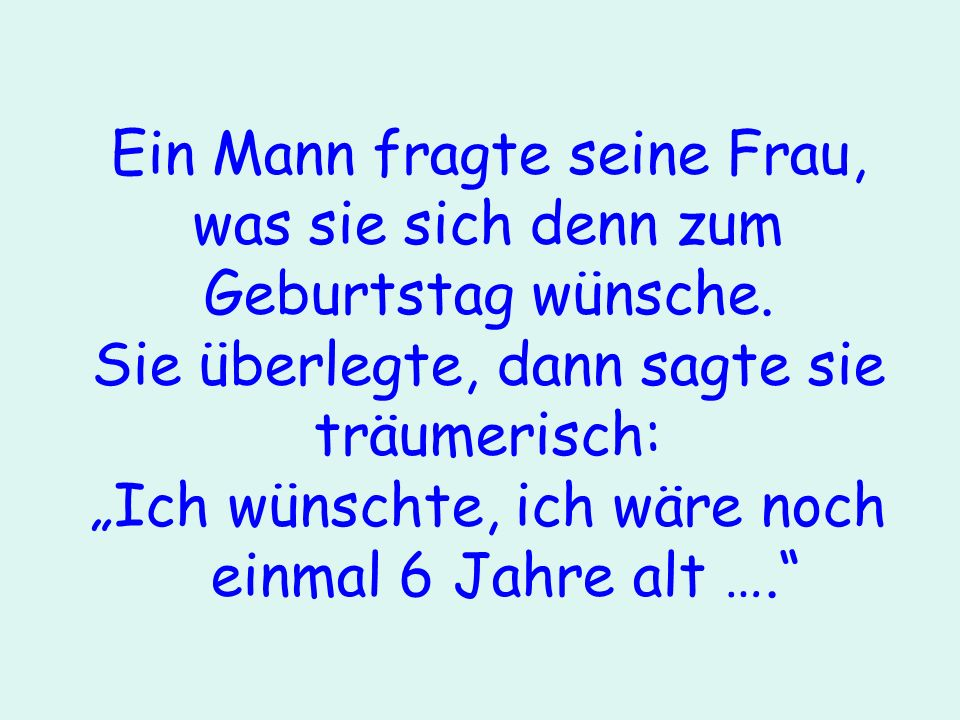 Ein Mann fragte seine Frau,
was sie sich denn zum
Geburtstag wünsche.
Sie überlegte, dann sagte sie
träumerisch:
„Ich wünschte, ich wäre noch
einmal 6 Jahre alt ….“